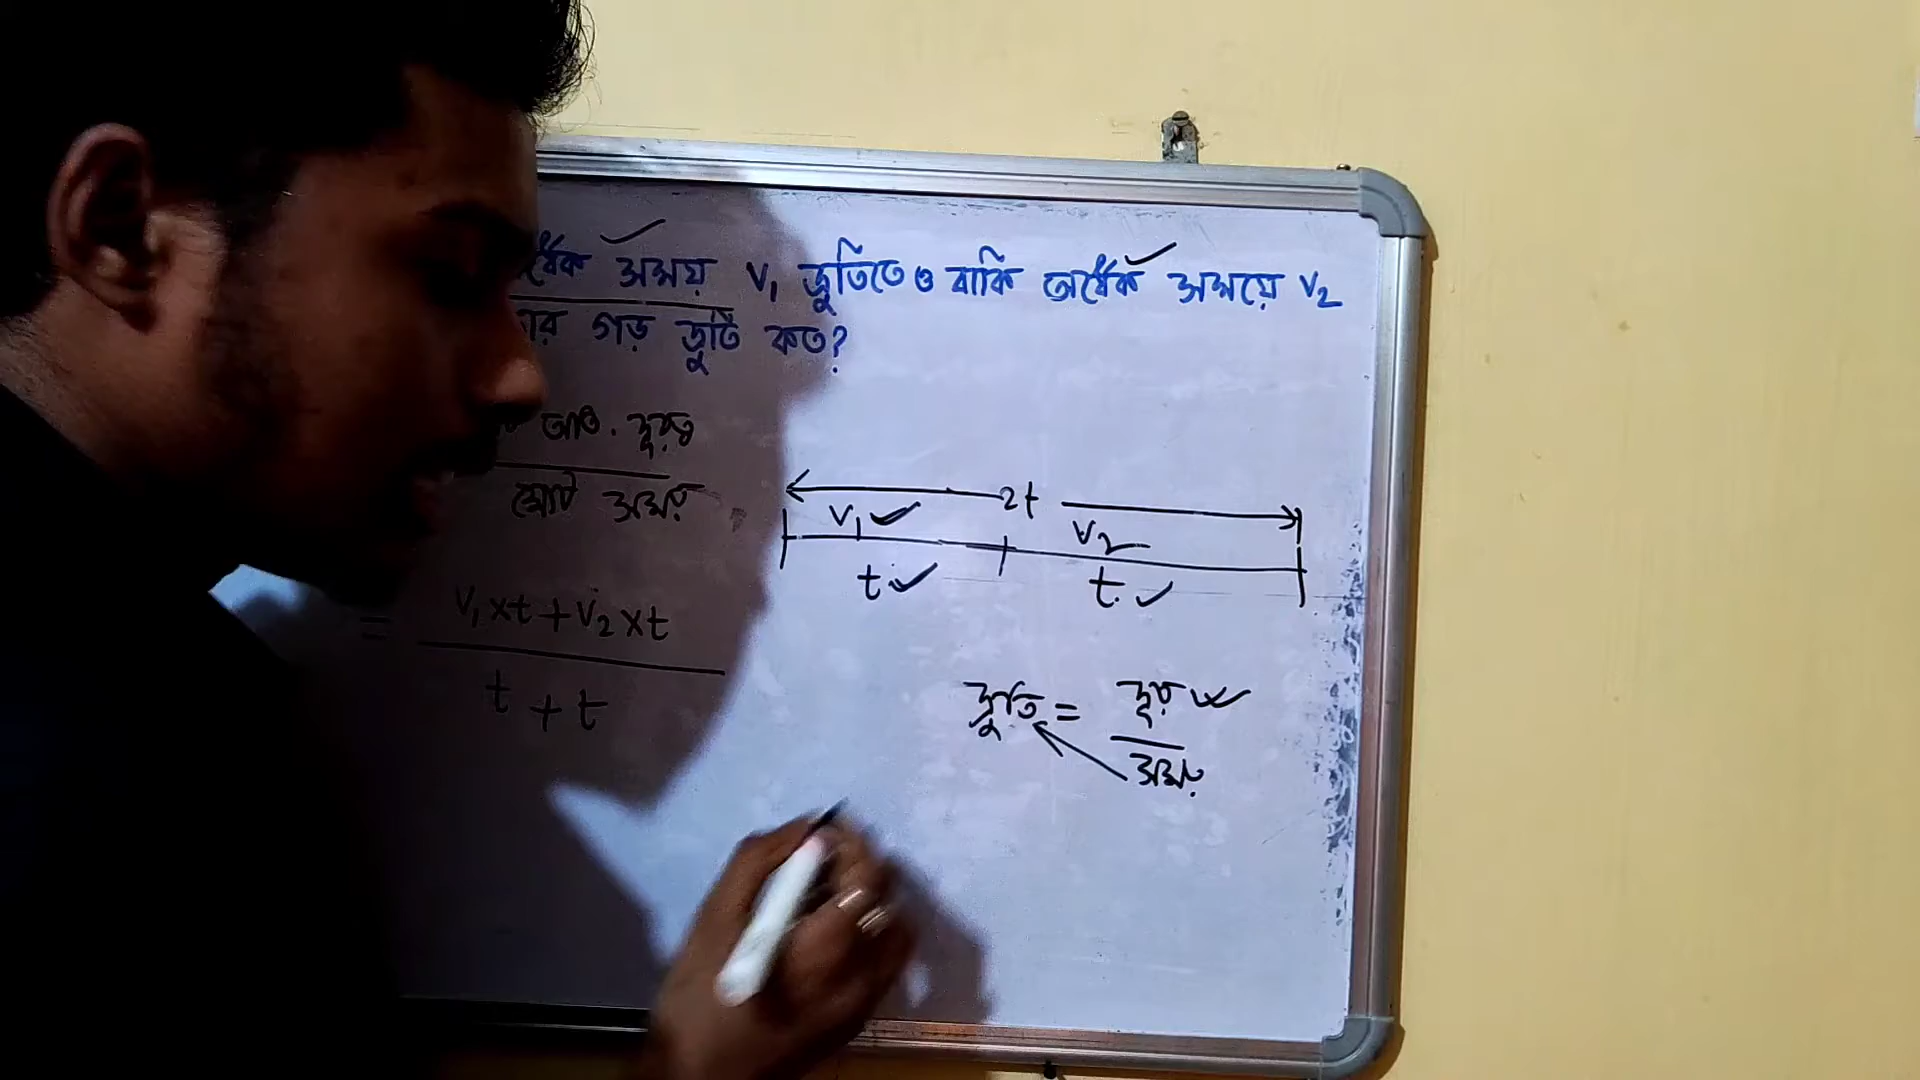 অর্ধেক সময় v₁ দ্রুতিতে ও বাকি অর্ধেক সময়ে v₂
তার গড় দ্রুতি কত?
দূরত্ব
মোট সময়
2t
v₁ v₂
t t
= v₁×t + v₂×t
t + t
দ্রুতি = দূর
সময়